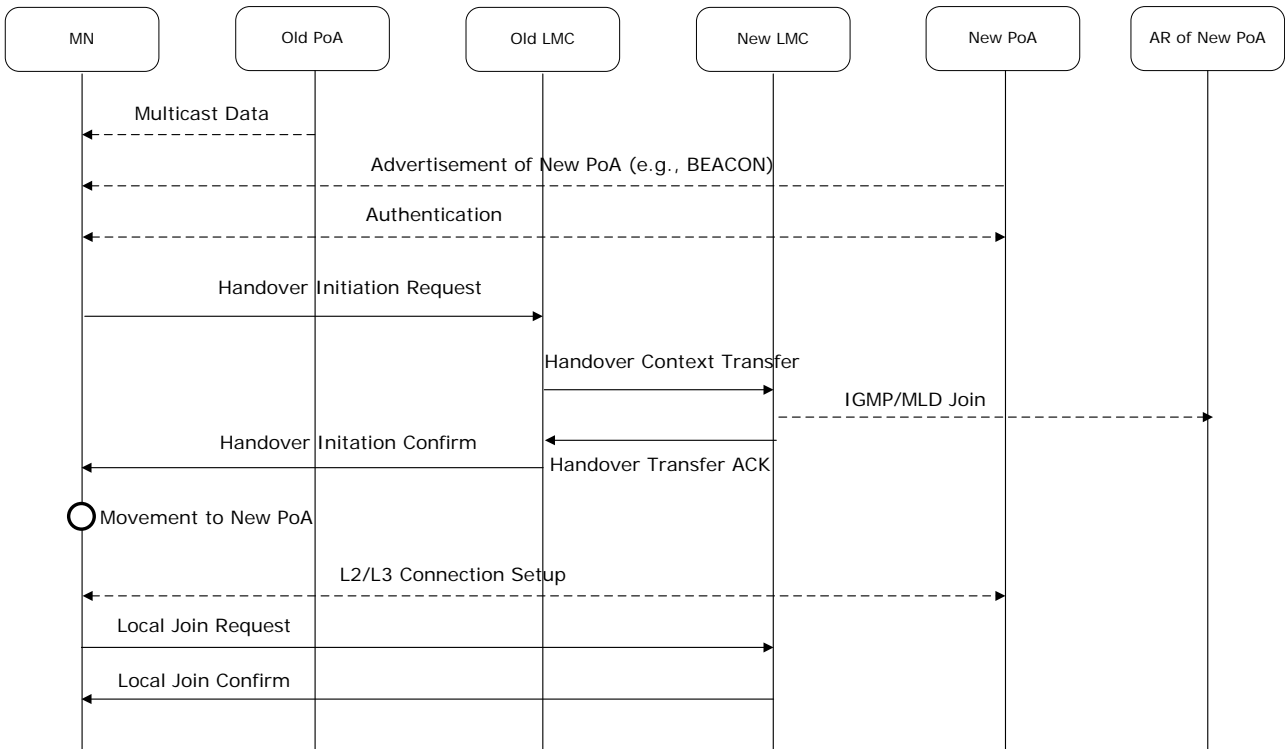 MN
Old PoA
Old LMC
New LMC
New PoA
AR of New PoA
Multicast Data
Advertisement of New PoA (e.g., BEACON)
Authentication
Handover Initiation Request
Handover Context Transfer
IGMP/MLD Join
Handover Initation Confirm
Handover Transfer ACK
Movement to New PoA
L2/L3 Connection Setup
Local Join Request
Local Join Confirm